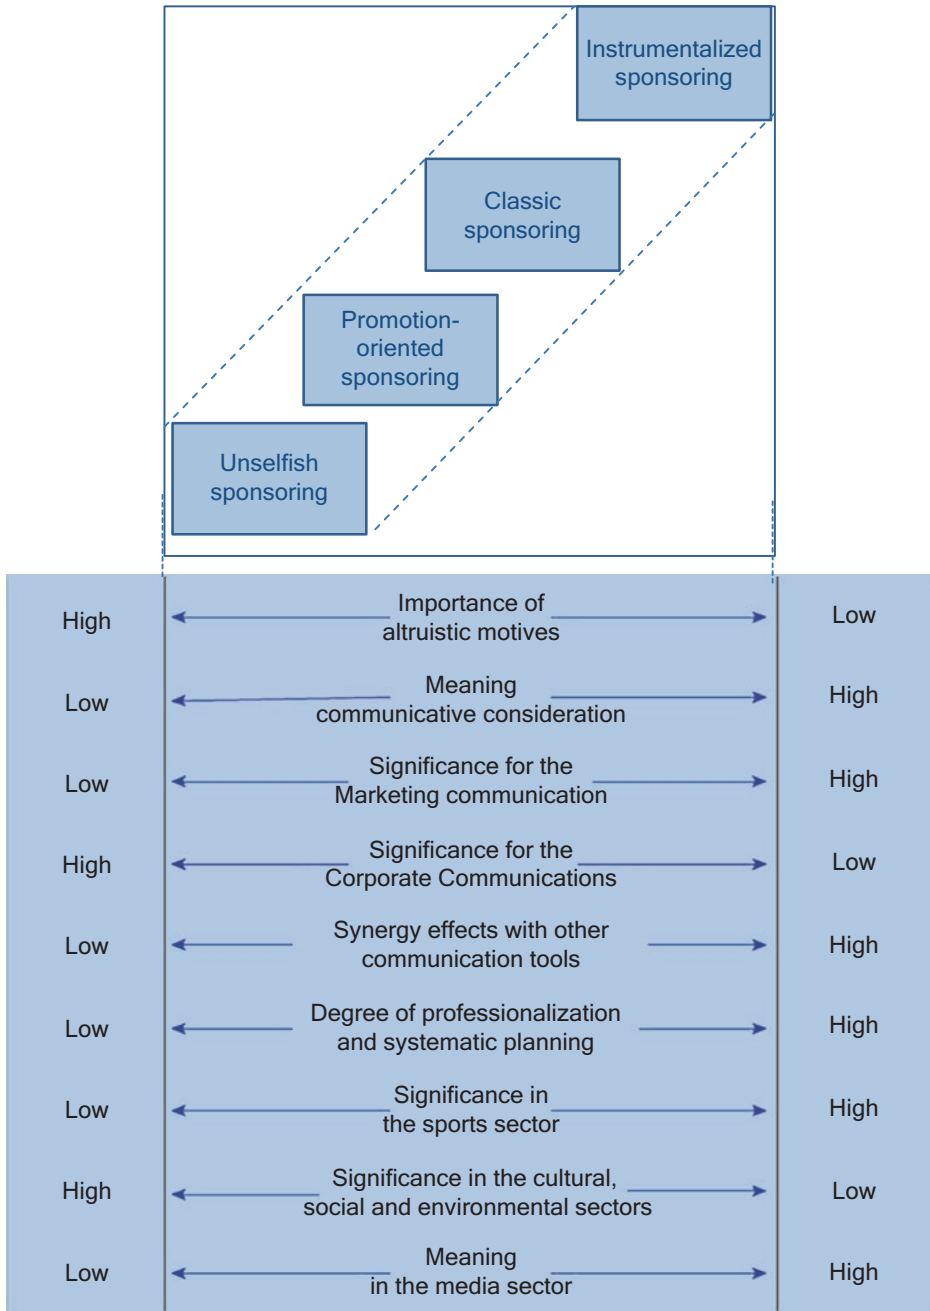 Instrumentalized
sponsoring
Classic
sponsoring
Promotion-
oriented
sponsoring
Unselfish
sponsoring
High
Importance of
altruistic motives
Low
Low
Meaning
communicative consideration
High
Low
Significance for the
Marketing communication
High
High
Significance for the
Corporate Communications
Low
Low
Synergy effects with other
communication tools
High
Low
Degree of professionalization
and systematic planning
High
Low
Significance in
the sports sector
High
High
Significance in the cultural,
social and environmental sectors
Low
Low
Meaning
in the media sector
High